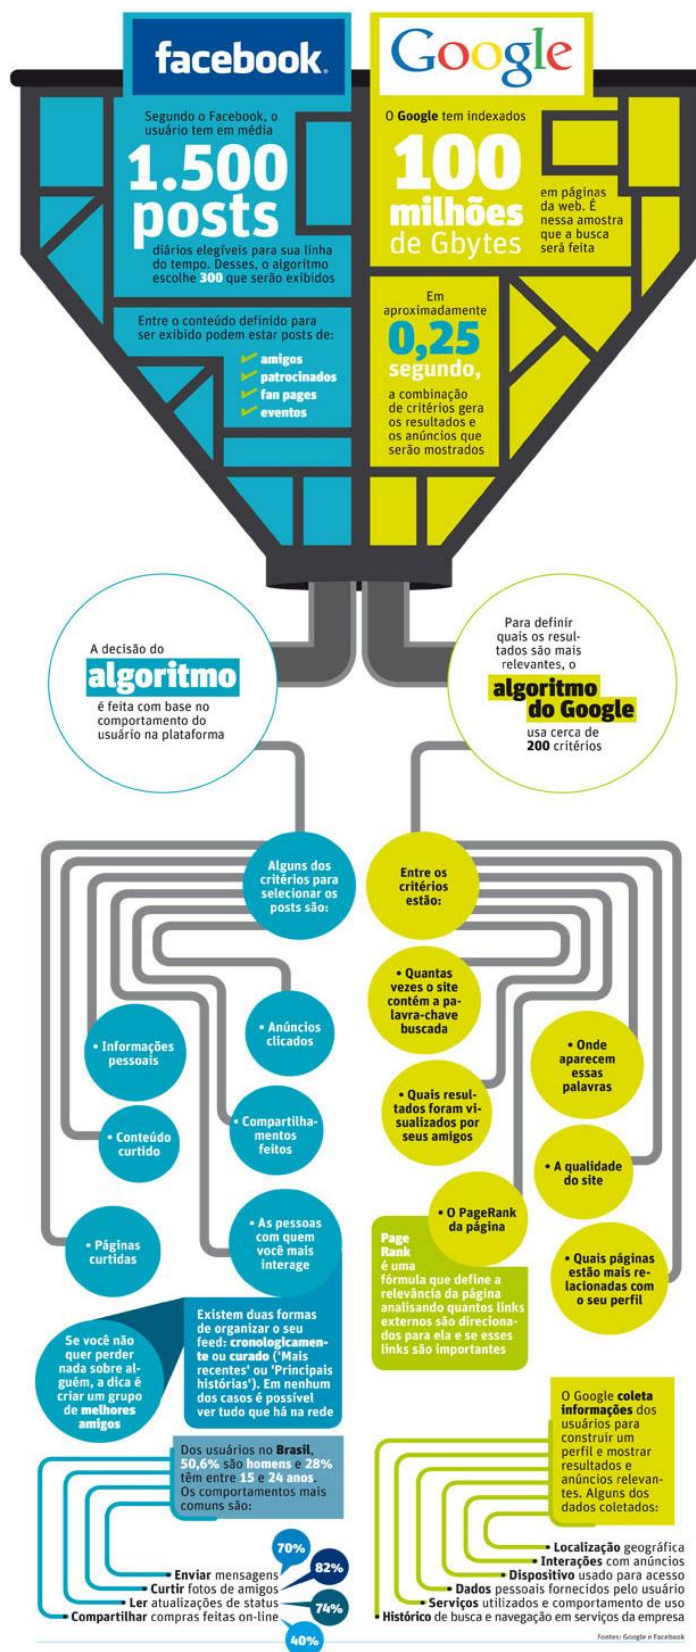 facebook.
Google
Segundo o Facebook, o
usuário tem em média
1.500
posts
diários elegíveis para sua linha
do tempo. Desses, o algoritmo
escolhe 300 que serão exibidos
Entre o conteúdo definido para
ser exibido podem estar posts de:
amigos
patrocinados
fan pages
eventos
O Google tem indexados
100
milhões
de Gbytes
em páginas
da web. É
nessa amostra
que a busca
será feita
Em
aproximadamente
0,25
segundo,
a combinação
de critérios gera
os resultados e
os anúncios que
serão mostrados
A decisão do
algoritmo
é feita com base no
comportamento do
usuário na plataforma
Para definir
quais os resul-
tados são mais
relevantes, o
algoritmo
do Google
usa cerca de
200 critérios
Alguns dos
critérios para
selecionar os
posts são:
• Anúncios
clicados
• Informações
pessoais
• Compartilha-
mentos
feitos
• Conteúdo
curtido
• As pessoas
com quem
você mais
interage
• Páginas
curtidas
Existem duas formas
de organizar o seu
feed: cronologicamen-
te ou curado ('Mais
recentes' ou 'Principais
histórias'). Em nenhum
dos casos é possível
ver tudo que há na rede
Se você não
quer perder
nada sobre al-
guém, a dica é
criar um grupo
de melhores
amigos
Entre os
critérios
estão:
• Quantas
vezes o site
contém a pa-
lavra-chave
buscada
• Onde
aparecem
essas
palavras
• Quais resul-
tados foram vi-
sualizados por
seus amigos
• A qualidade
do site
• O PageRank
da página
Page
Rank
é uma
fórmula que define a
relevância da página
analisando quantos links
externos são direciona-
dos para ela e se esses
links são importantes
• Quais páginas
estão mais re-
lacionadas com
o seu perfil
Dos usuários no Brasil,
50,6% são homens e 28%
têm entre 15 e 24 anos.
Os comportamentos mais
comuns são:
70%
• Enviar mensagens
82%
• Curtir fotos de amigos
• Ler atualizações de status
74%
• Compartilhar compras feitas on-line
40%
O Google coleta
informações dos
usuários para
construir um
perfil e mostrar
resultados e
anúncios relevan-
tes. Alguns dos
dados coletados:
• Localização geográfica
• Interações com anúncios
• Dispositivo usado para acesso
• Dados pessoais fornecidos pelo usuário
• Serviços utilizados e comportamento de uso
• Histórico de busca e navegação em serviços da empresa
Fontes: Google e Facebook